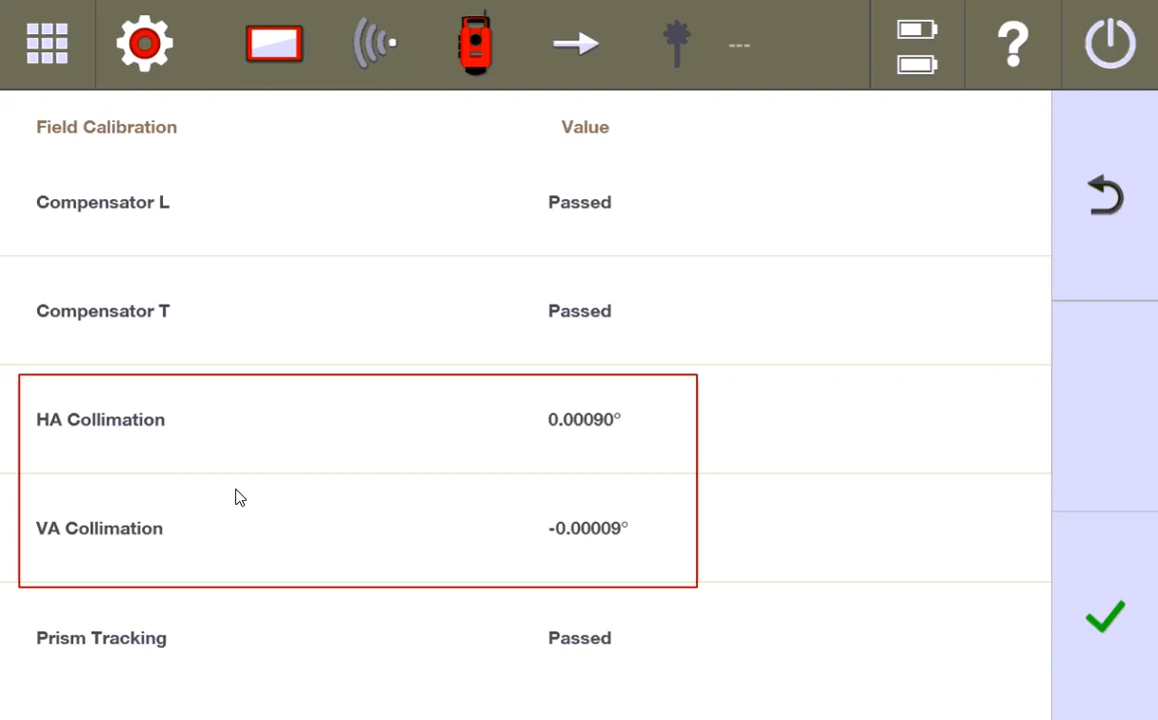 ---
?
Field Calibration Value
Compensator L Passed
Compensator T Passed
HA Collimation 0.00090°
VA Collimation -0.00009°
Prism Tracking Passed